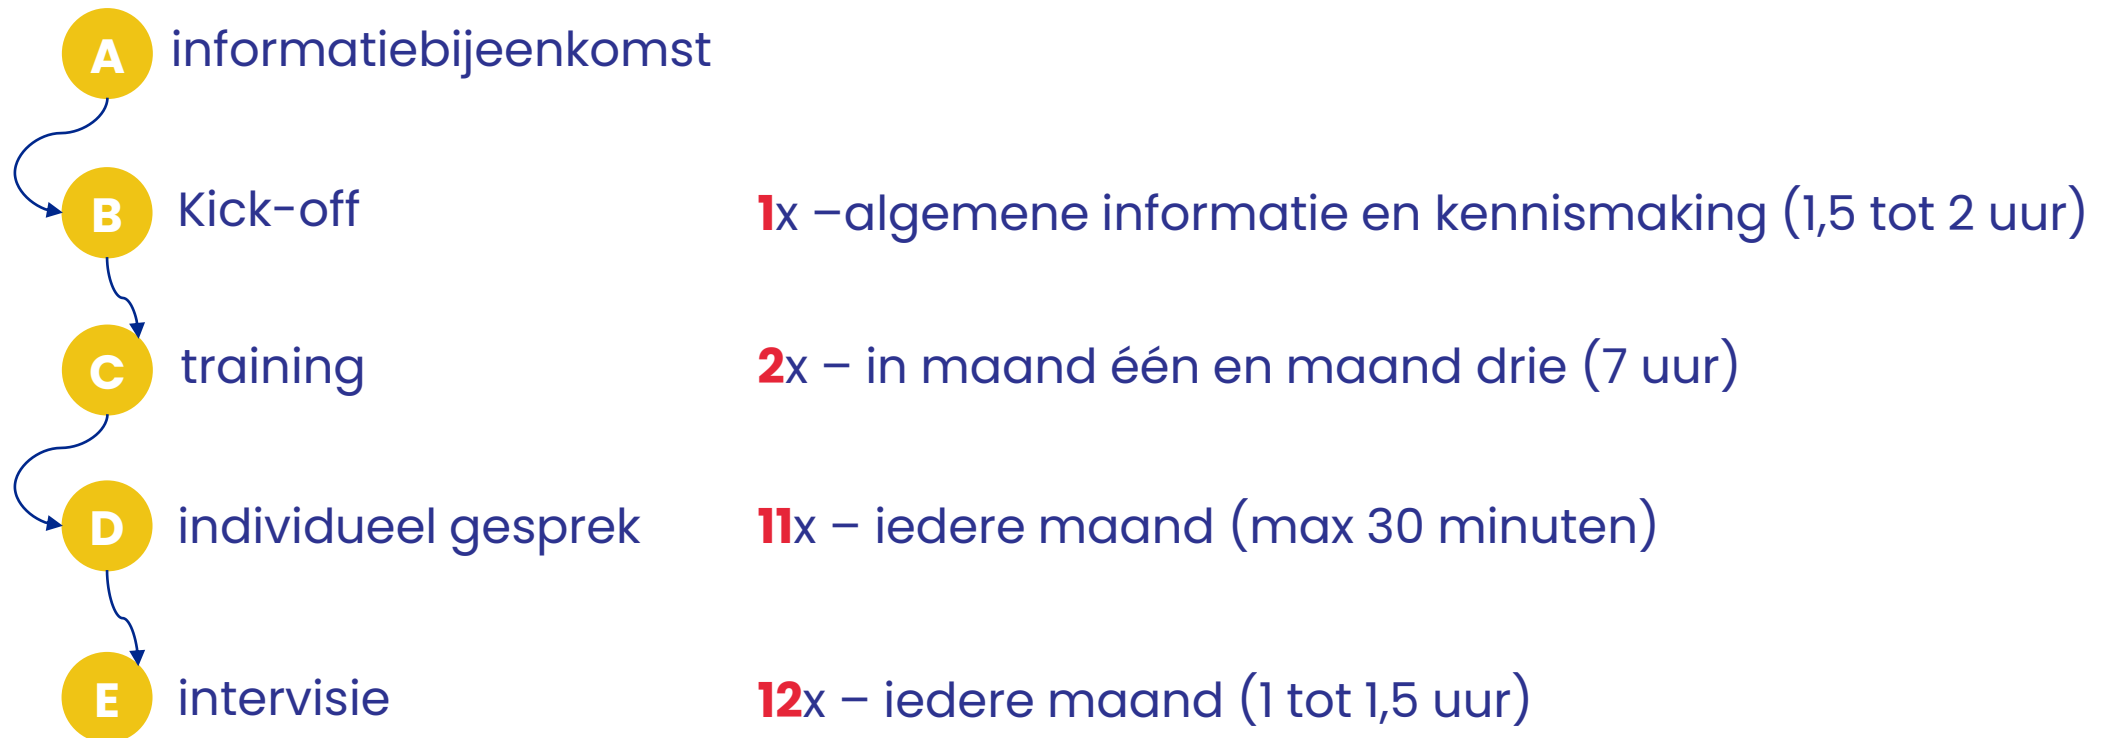 A informatiebijeenkomst
B Kick-off 1x –algemene informatie en kennismaking (1,5 tot 2 uur)
C training 2x – in maand één en maand drie (7 uur)
D individueel gesprek 11x – iedere maand (max 30 minuten)
E intervisie 12x – iedere maand (1 tot 1,5 uur)